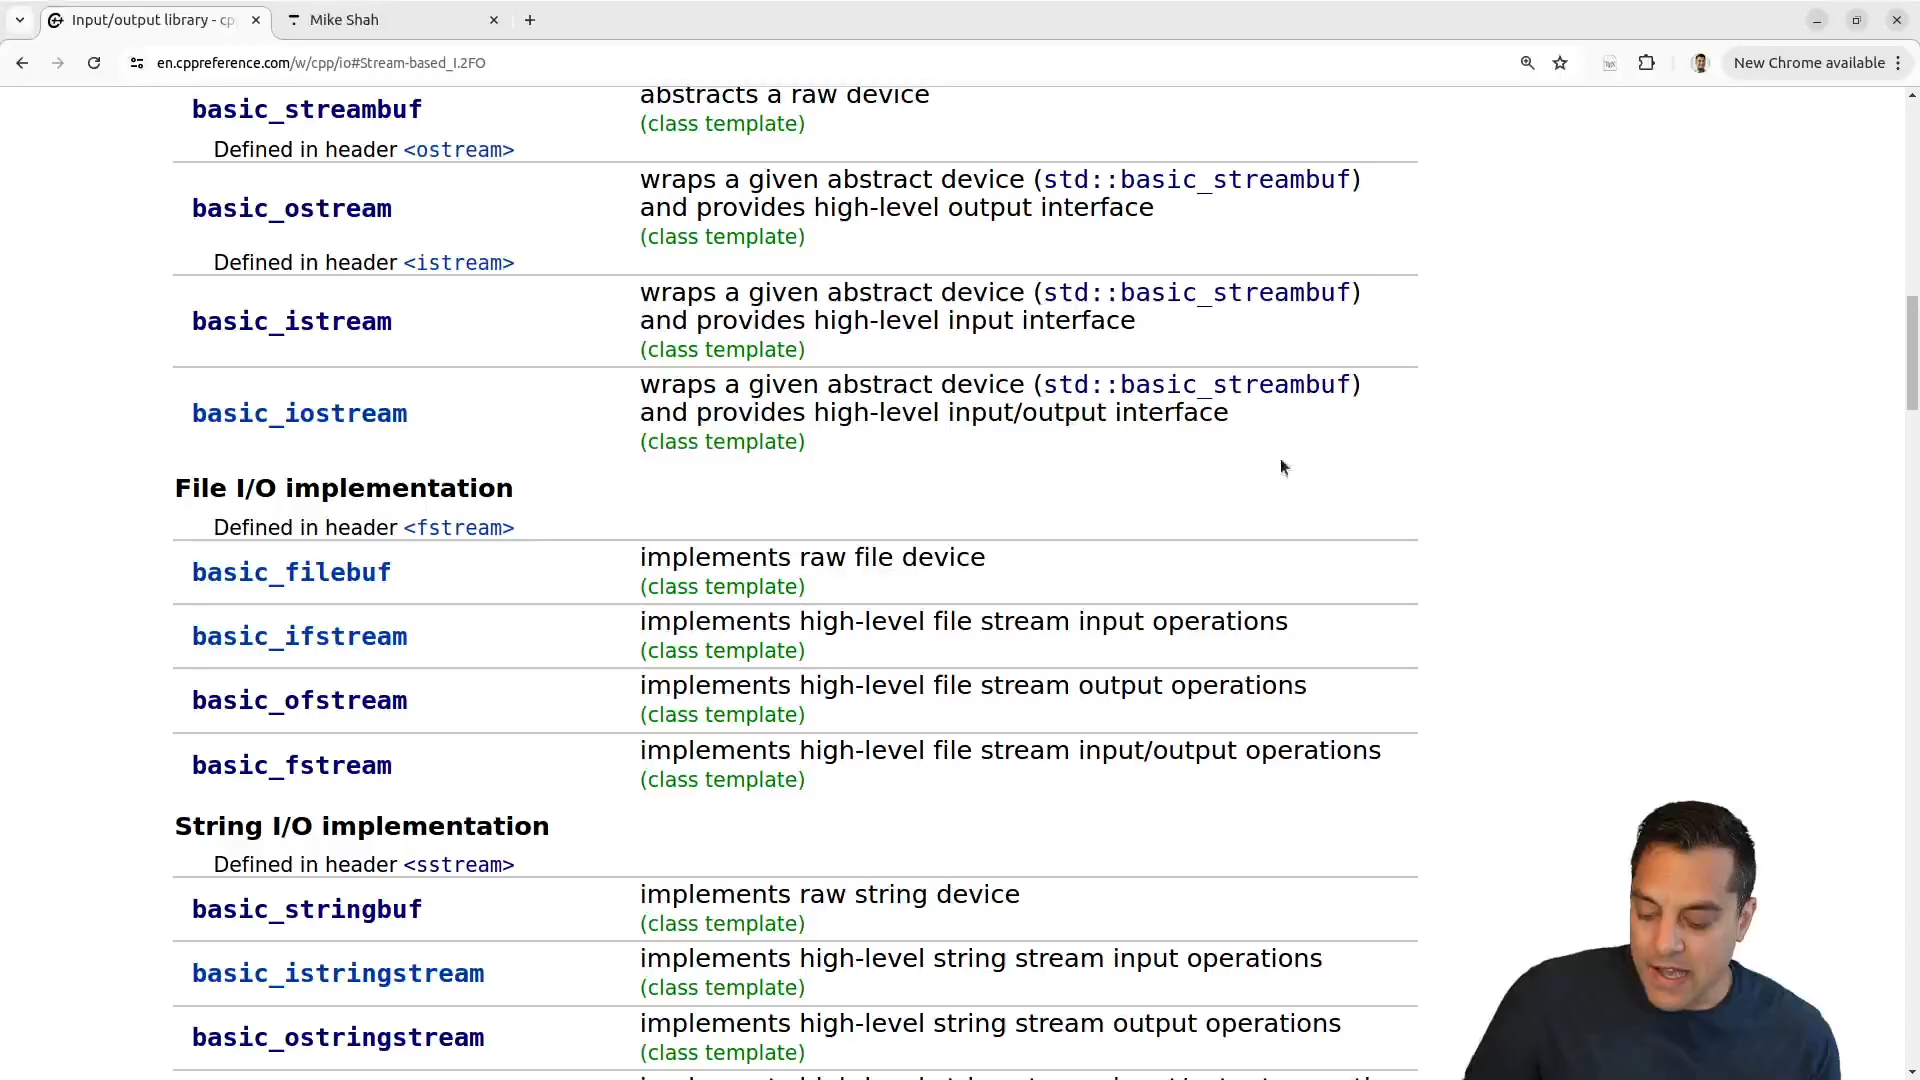 Input/output library - cp
Mike Shah
en.cppreference.com/w/cpp/io#Stream-based_I.2FO
New Chrome available
basic_streambuf
abstracts a raw device
(class template)
Defined in header <ostream>
basic_ostream
wraps a given abstract device (std::basic_streambuf)
and provides high-level output interface
(class template)
Defined in header <istream>
basic_istream
wraps a given abstract device (std::basic_streambuf)
and provides high-level input interface
(class template)
basic_iostream
wraps a given abstract device (std::basic_streambuf)
and provides high-level input/output interface
(class template)
File I/O implementation
Defined in header <fstream>
basic_filebuf
implements raw file device
(class template)
basic_ifstream
implements high-level file stream input operations
(class template)
basic_ofstream
implements high-level file stream output operations
(class template)
basic_fstream
implements high-level file stream input/output operations
(class template)
String I/O implementation
Defined in header <sstream>
basic_stringbuf
implements raw string device
(class template)
basic_istringstream
implements high-level string stream input operations
(class template)
basic_ostringstream
implements high-level string stream output operations
(class template)